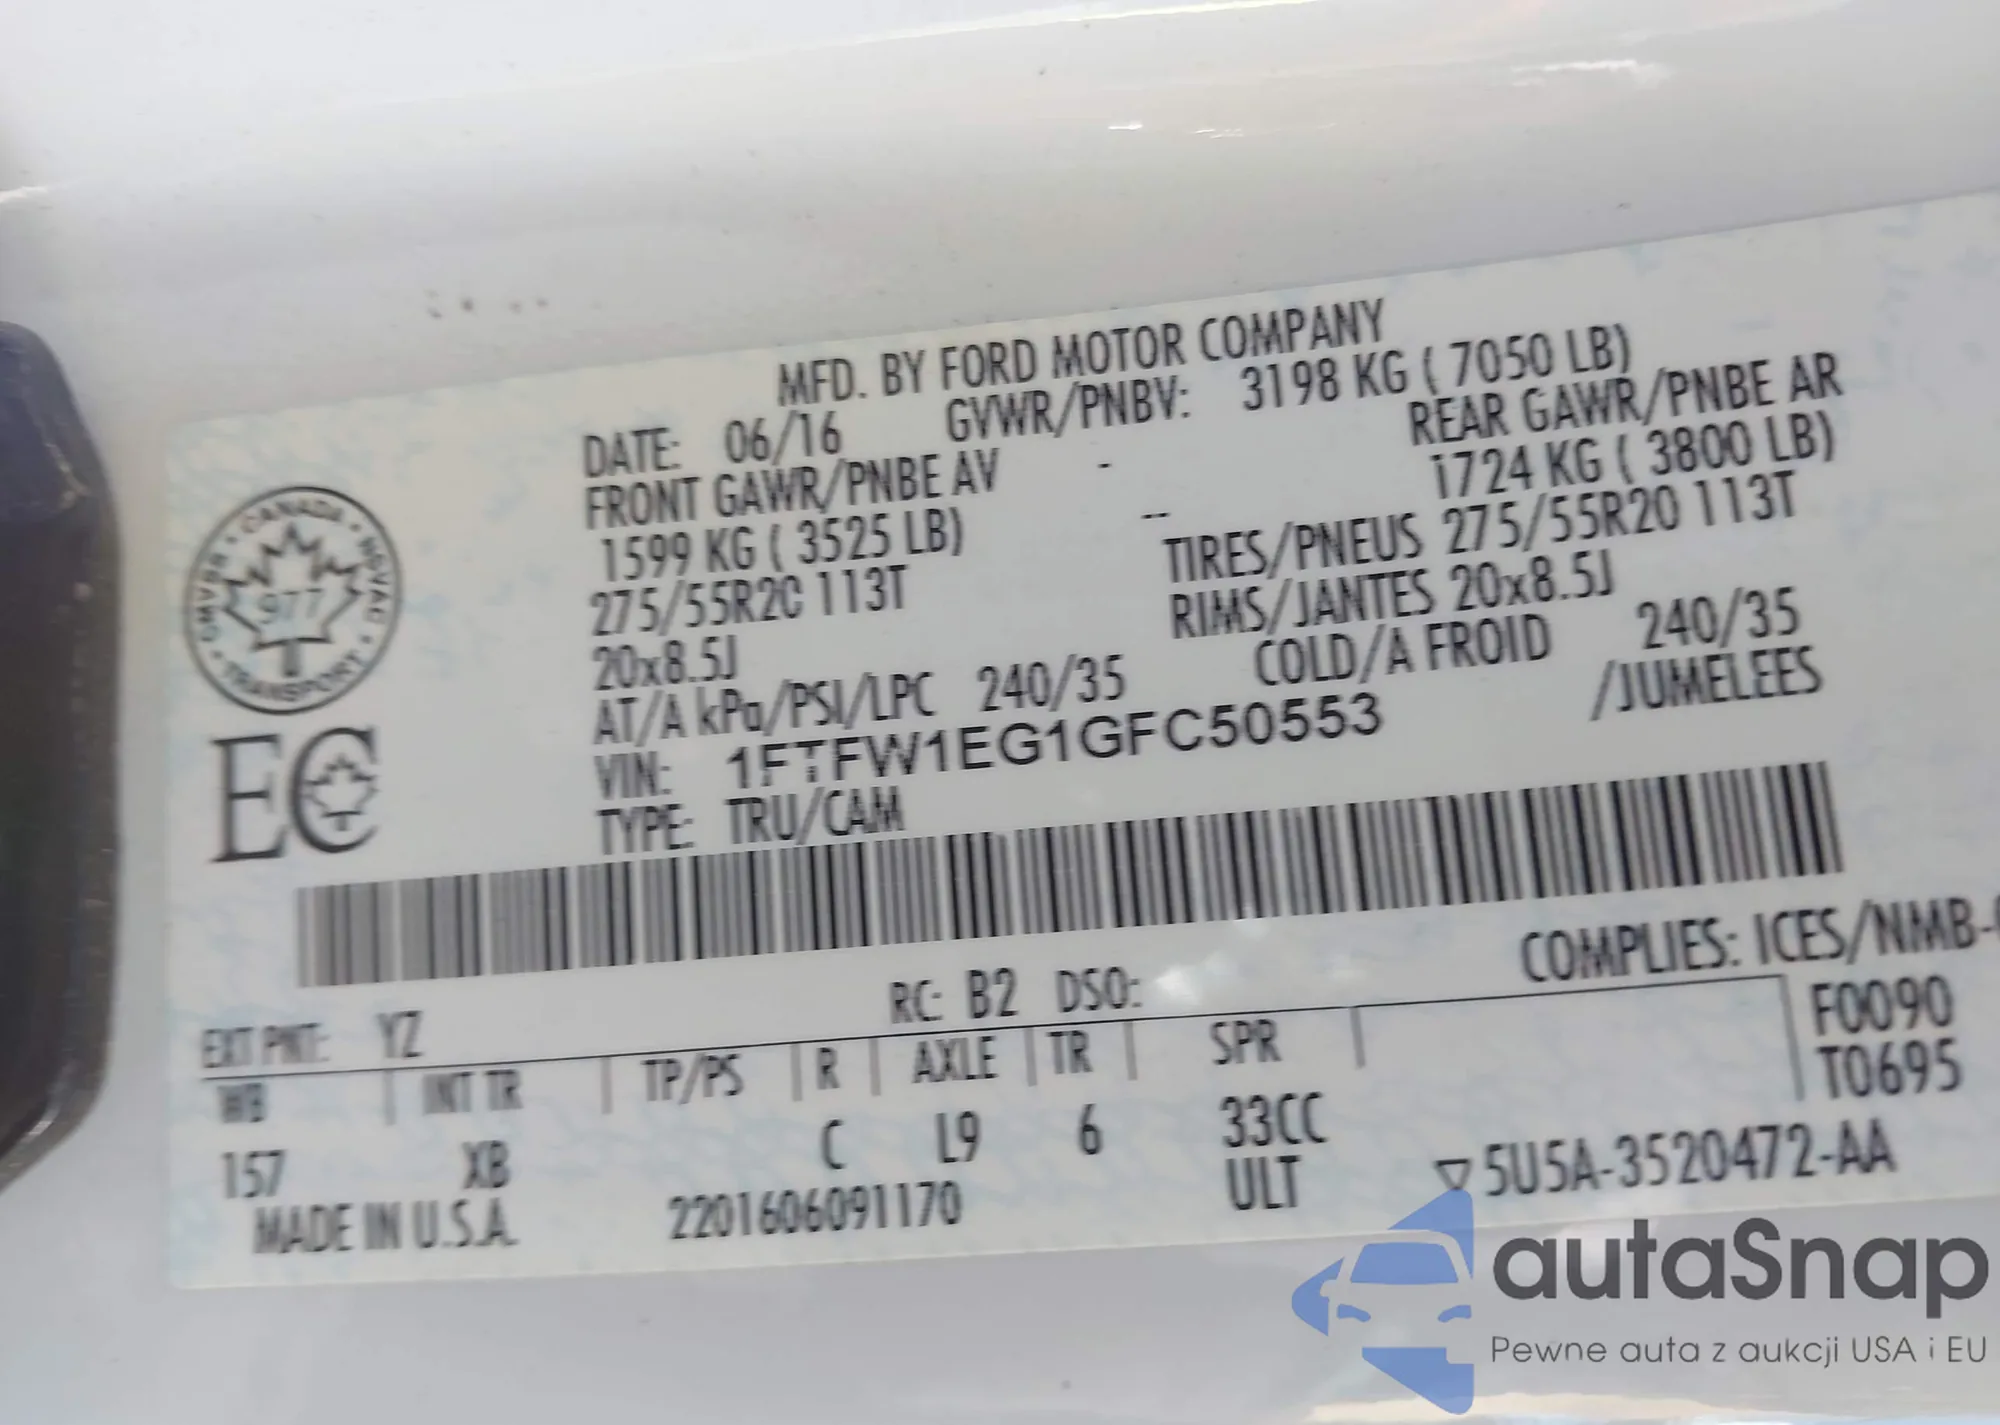 MFD. BY FORD MOTOR COMPANY
DATE: 06/16 GVWR/PNBV: 3198 KG ( 7050 LB)
FRONT GAWR/PNBE AV - REAR GAWR/PNBE AR
1599 KG ( 3525 LB) -- 1724 KG ( 3800 LB)
275/55R20 113T TIRES/PNEUS 275/55R20 113T
20x8.5J RIMS/JANTES 20x8.5J
AT/A kPa/PSI/LPC 240/35 COLD/A FROID 240/35
VIN: 1FTFW1EG1GFC50553 /JUMELEES
TYPE: TRU/CAM
CANADA
CMVSS • NSVAC
977
TRANSPORT
EC
COMPLIES: ICES/NMB-
EXT PNT: YZ RC: B2 DSO:
WB INT TR TP/PS R AXLE TR SPR F0090
T0695
157 XB C L9 6 33CC
ULT ▽5U5A-3520472-AA
MADE IN U.S.A. 2201606091170
autaSnap
Pewne auta z aukcji USA i EU